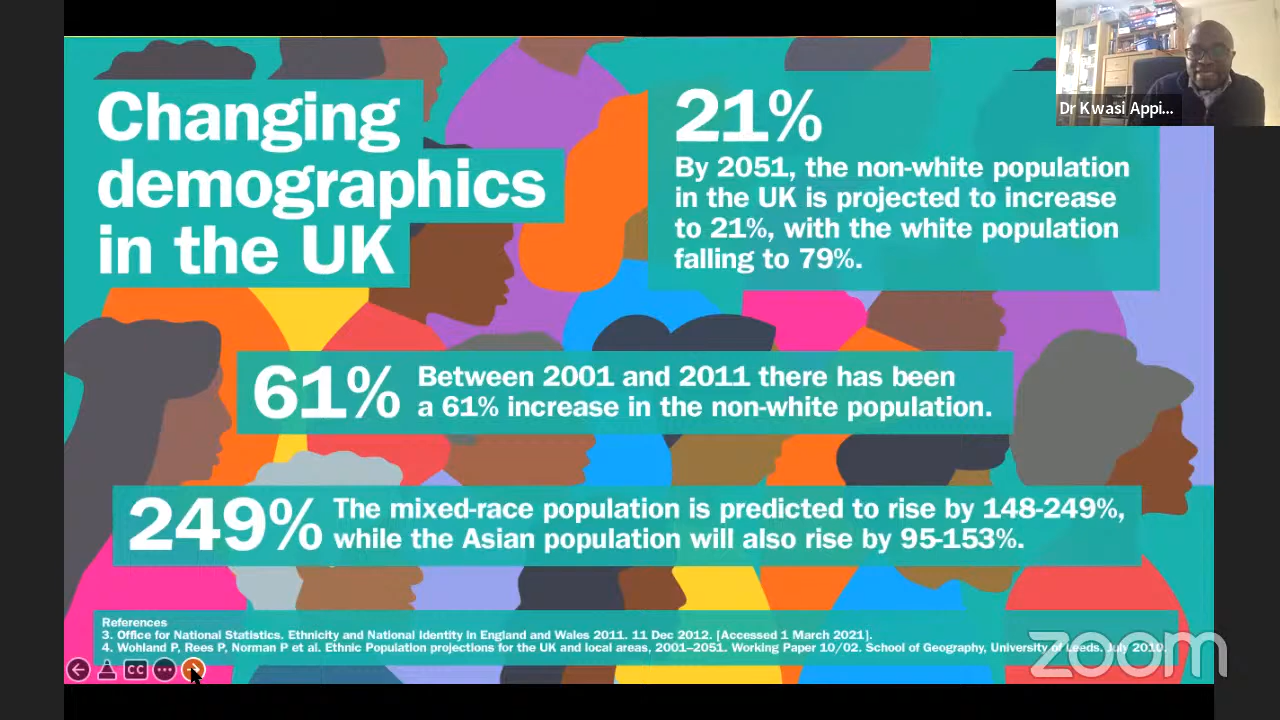 Changing
demographics
in the UK
21%
By 2051, the non-white population
in the UK is projected to increase
to 21%, with the white population
falling to 79%.
Dr Kwasi Appi...
61%
Between 2001 and 2011 there has been
a 61% increase in the non-white population.
249%
The mixed-race population is predicted to rise by 148-249%,
while the Asian population will also rise by 95-153%.
References
3. Office for National Statistics. Ethnicity and National Identity in England and Wales 2011. 11 Dec 2012. [Accessed 1 March 2021].
4. Wohland P, Rees P, Norman P et al. Ethnic Population projections for the UK and local areas, 2001–2051. Working Paper 10/02. School of Geography, University of Leeds. July 2010.
CC
zoom